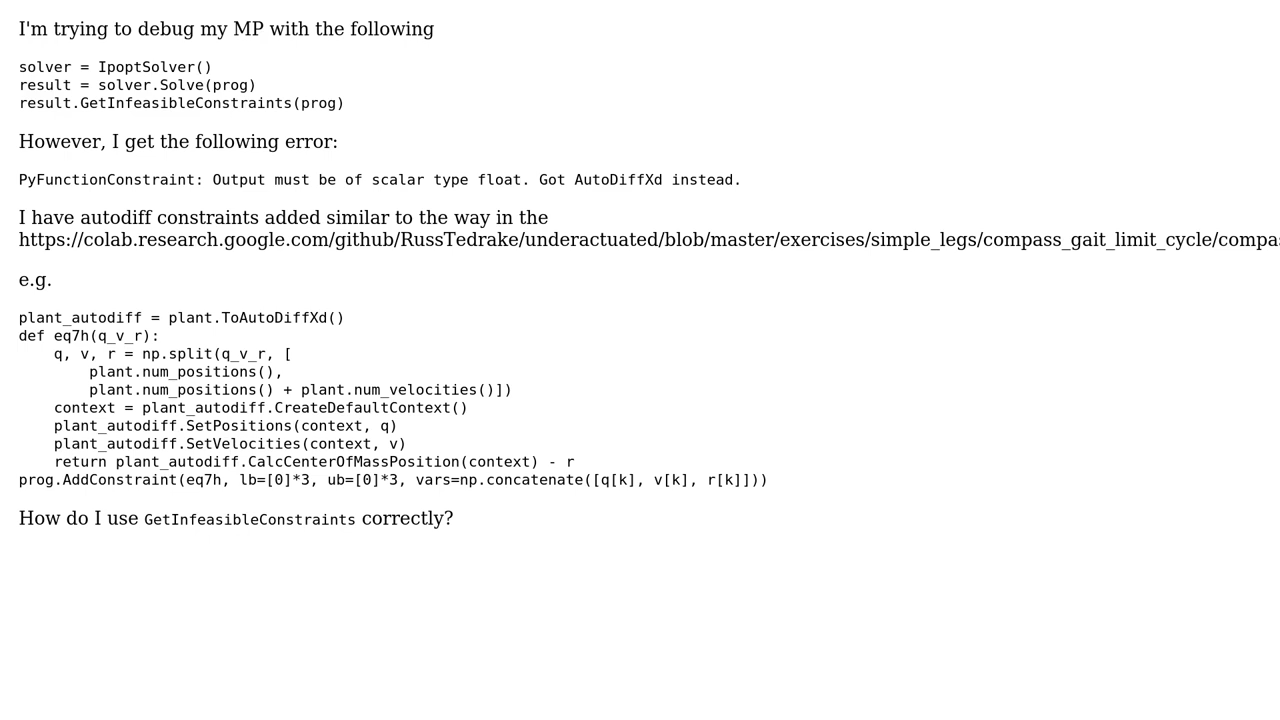 I'm trying to debug my MP with the following
solver = IpoptSolver()
result = solver.Solve(prog)
result.GetInfeasibleConstraints(prog)
However, I get the following error:
PyFunctionConstraint: Output must be of scalar type float. Got AutoDiffXd instead.
I have autodiff constraints added similar to the way in the
https://colab.research.google.com/github/RussTedrake/underactuated/blob/master/exercises/simple_legs/compass_gait_limit_cycle/compas
e.g.
plant_autodiff = plant.ToAutoDiffXd()
def eq7h(q_v_r):
    q, v, r = np.split(q_v_r, [
        plant.num_positions(),
        plant.num_positions() + plant.num_velocities()])
    context = plant_autodiff.CreateDefaultContext()
    plant_autodiff.SetPositions(context, q)
    plant_autodiff.SetVelocities(context, v)
    return plant_autodiff.CalcCenterOfMassPosition(context) - r
prog.AddConstraint(eq7h, lb=[0]*3, ub=[0]*3, vars=np.concatenate([q[k], v[k], r[k]]))
How do I use GetInfeasibleConstraints correctly?